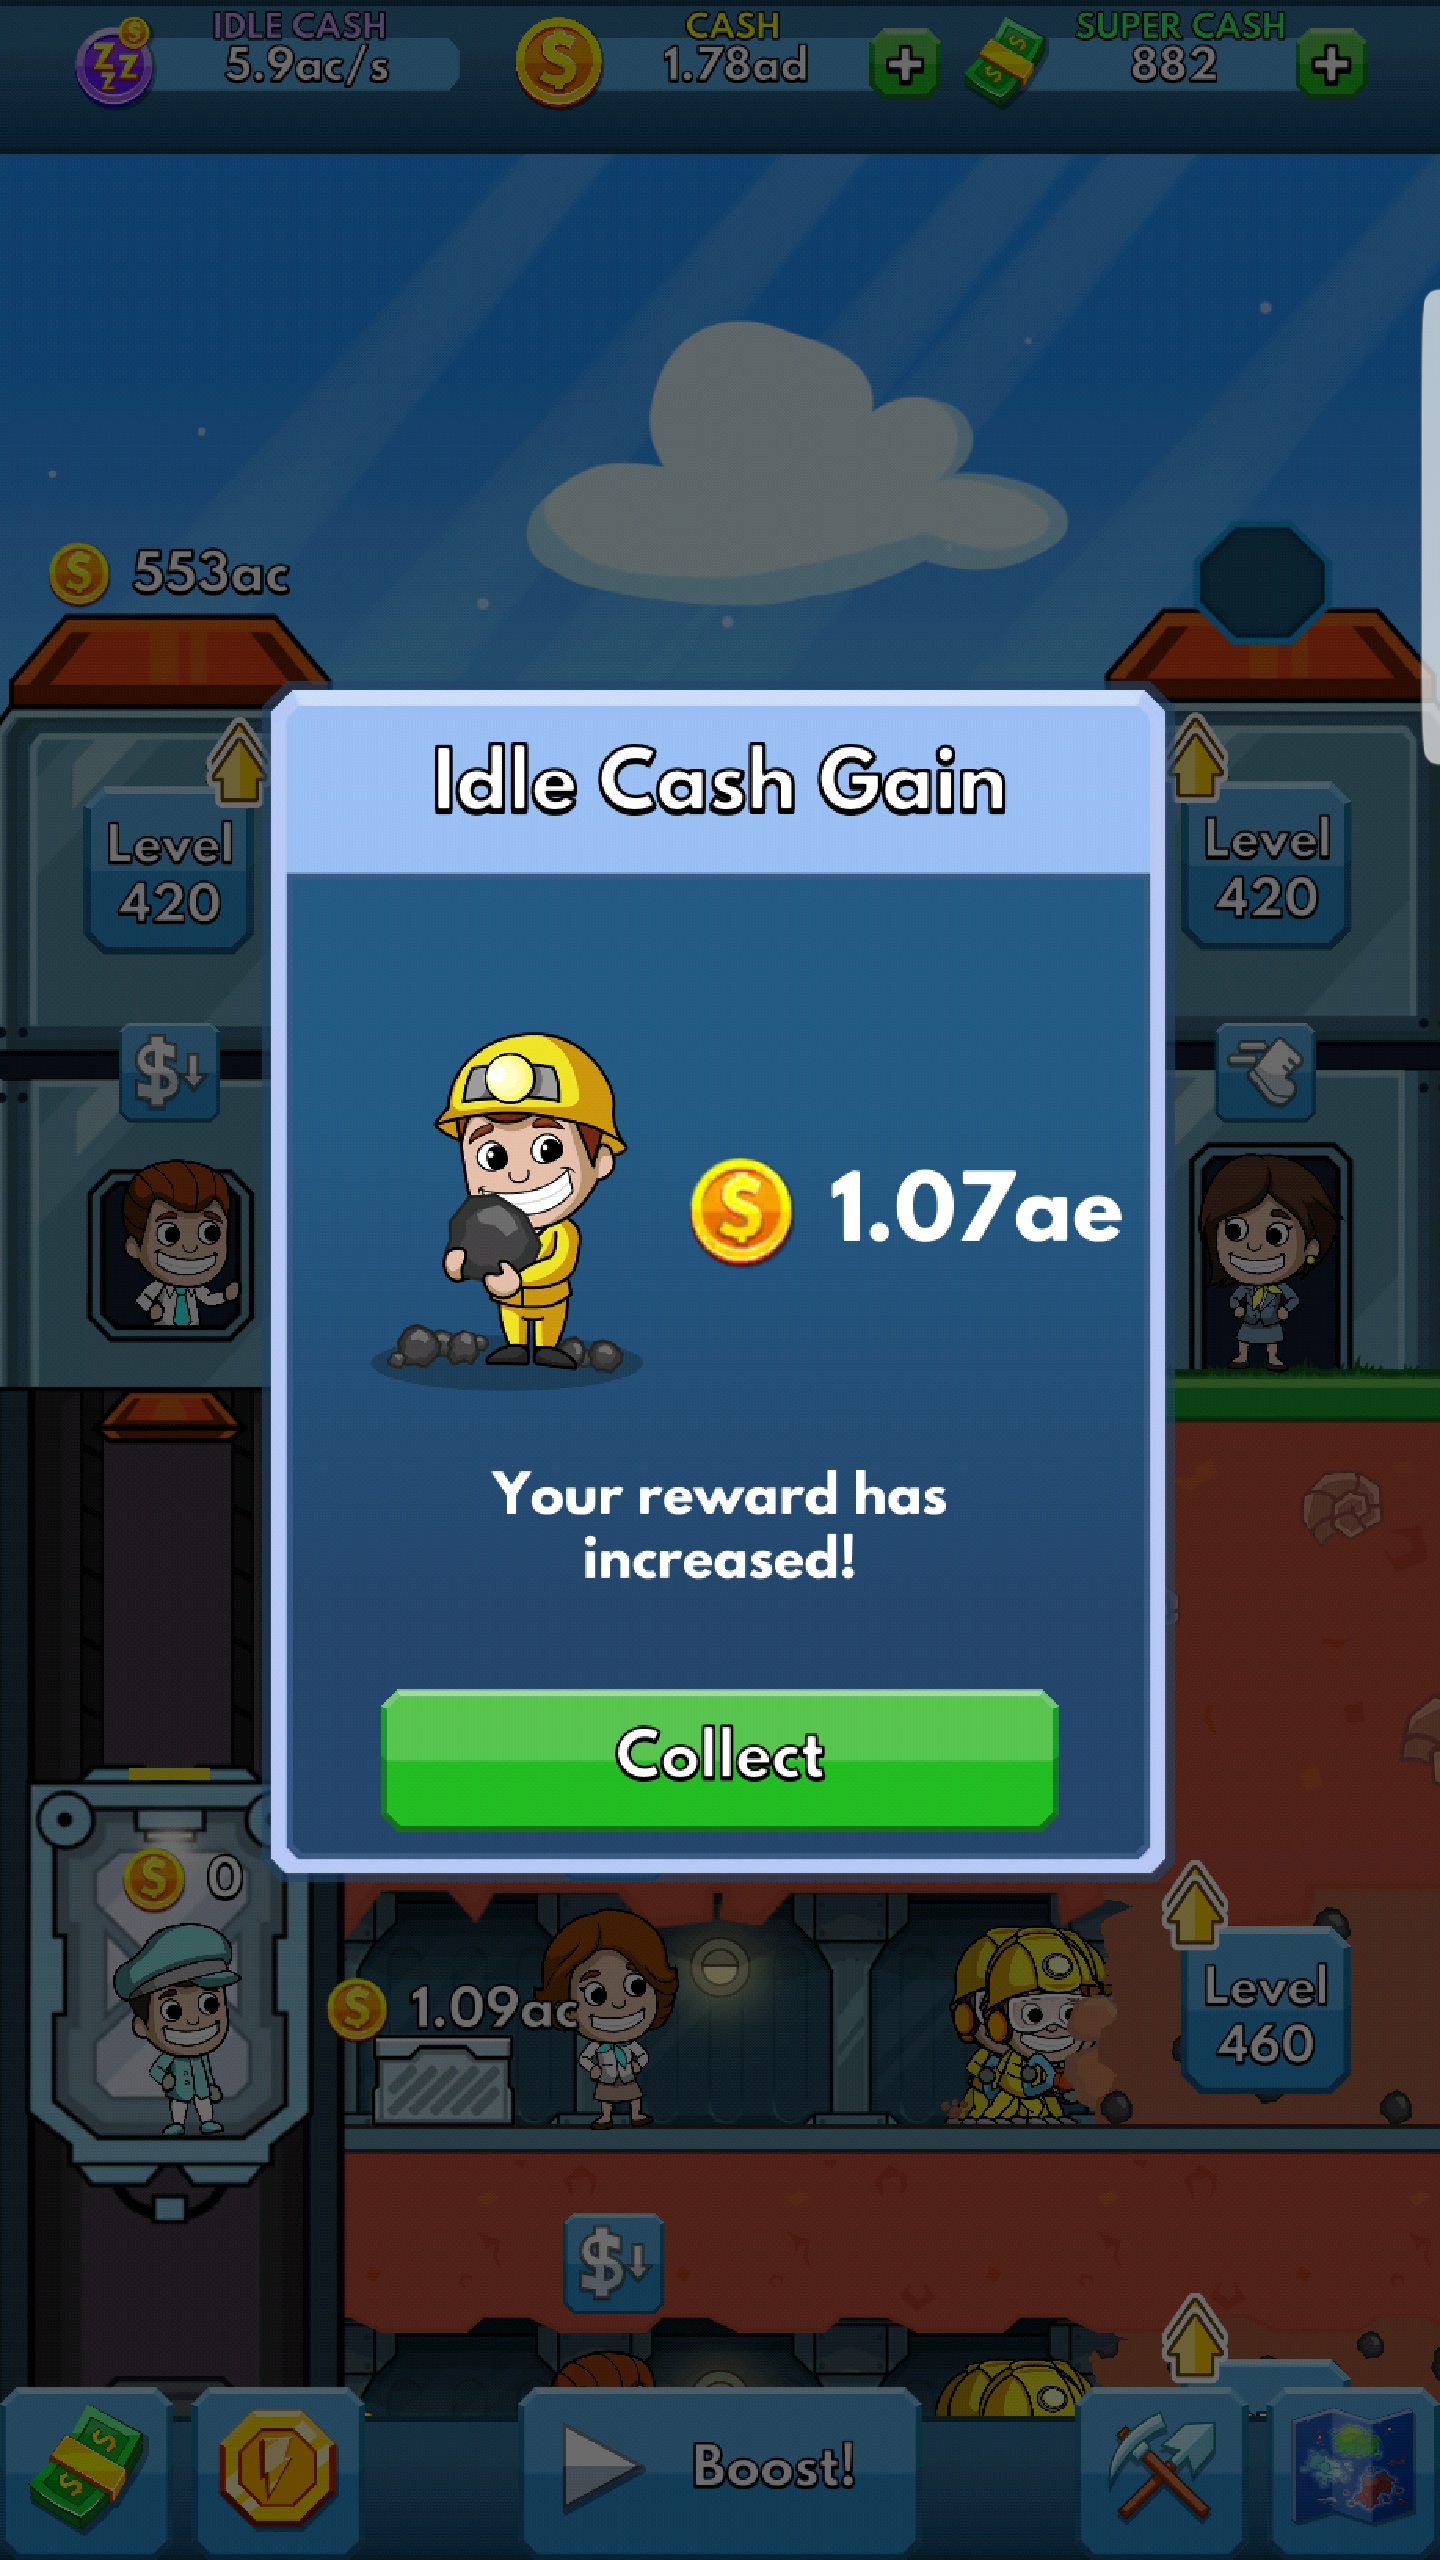 IDLE CASH
5.9ac/s
CASH
1.78ad
SUPER CASH
882
553ac
Level
420
Level
420
Idle Cash Gain
1.07ae
Your reward has
increased!
Collect
0
1.09ac
Level
460
Boost!